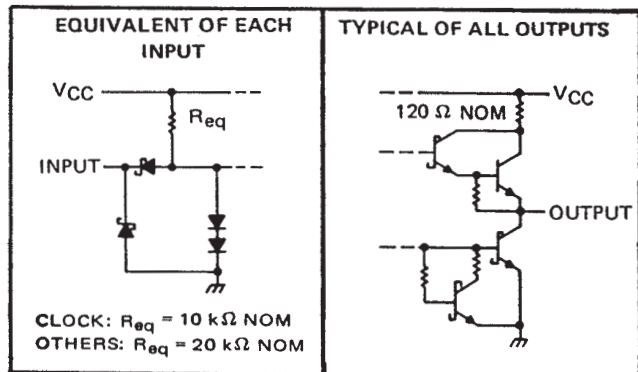 EQUIVALENT OF EACH
INPUT
VCC
Req
INPUT
CLOCK: Req = 10 kΩ NOM
OTHERS: Req = 20 kΩ NOM
TYPICAL OF ALL OUTPUTS
VCC
120 Ω NOM
OUTPUT